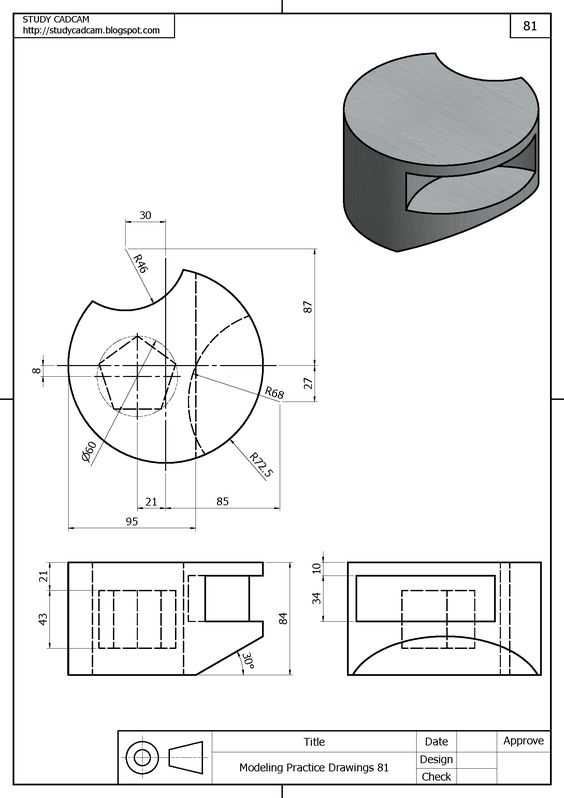 STUDY CADCAM
http://studycadcam.blogspot.com
81
30
R46
87
8
27
R68
Ø60
R72.5
21
85
95
21
43
84
30°
10
34
Title
Date
Approve
Modeling Practice Drawings 81
Design
Check